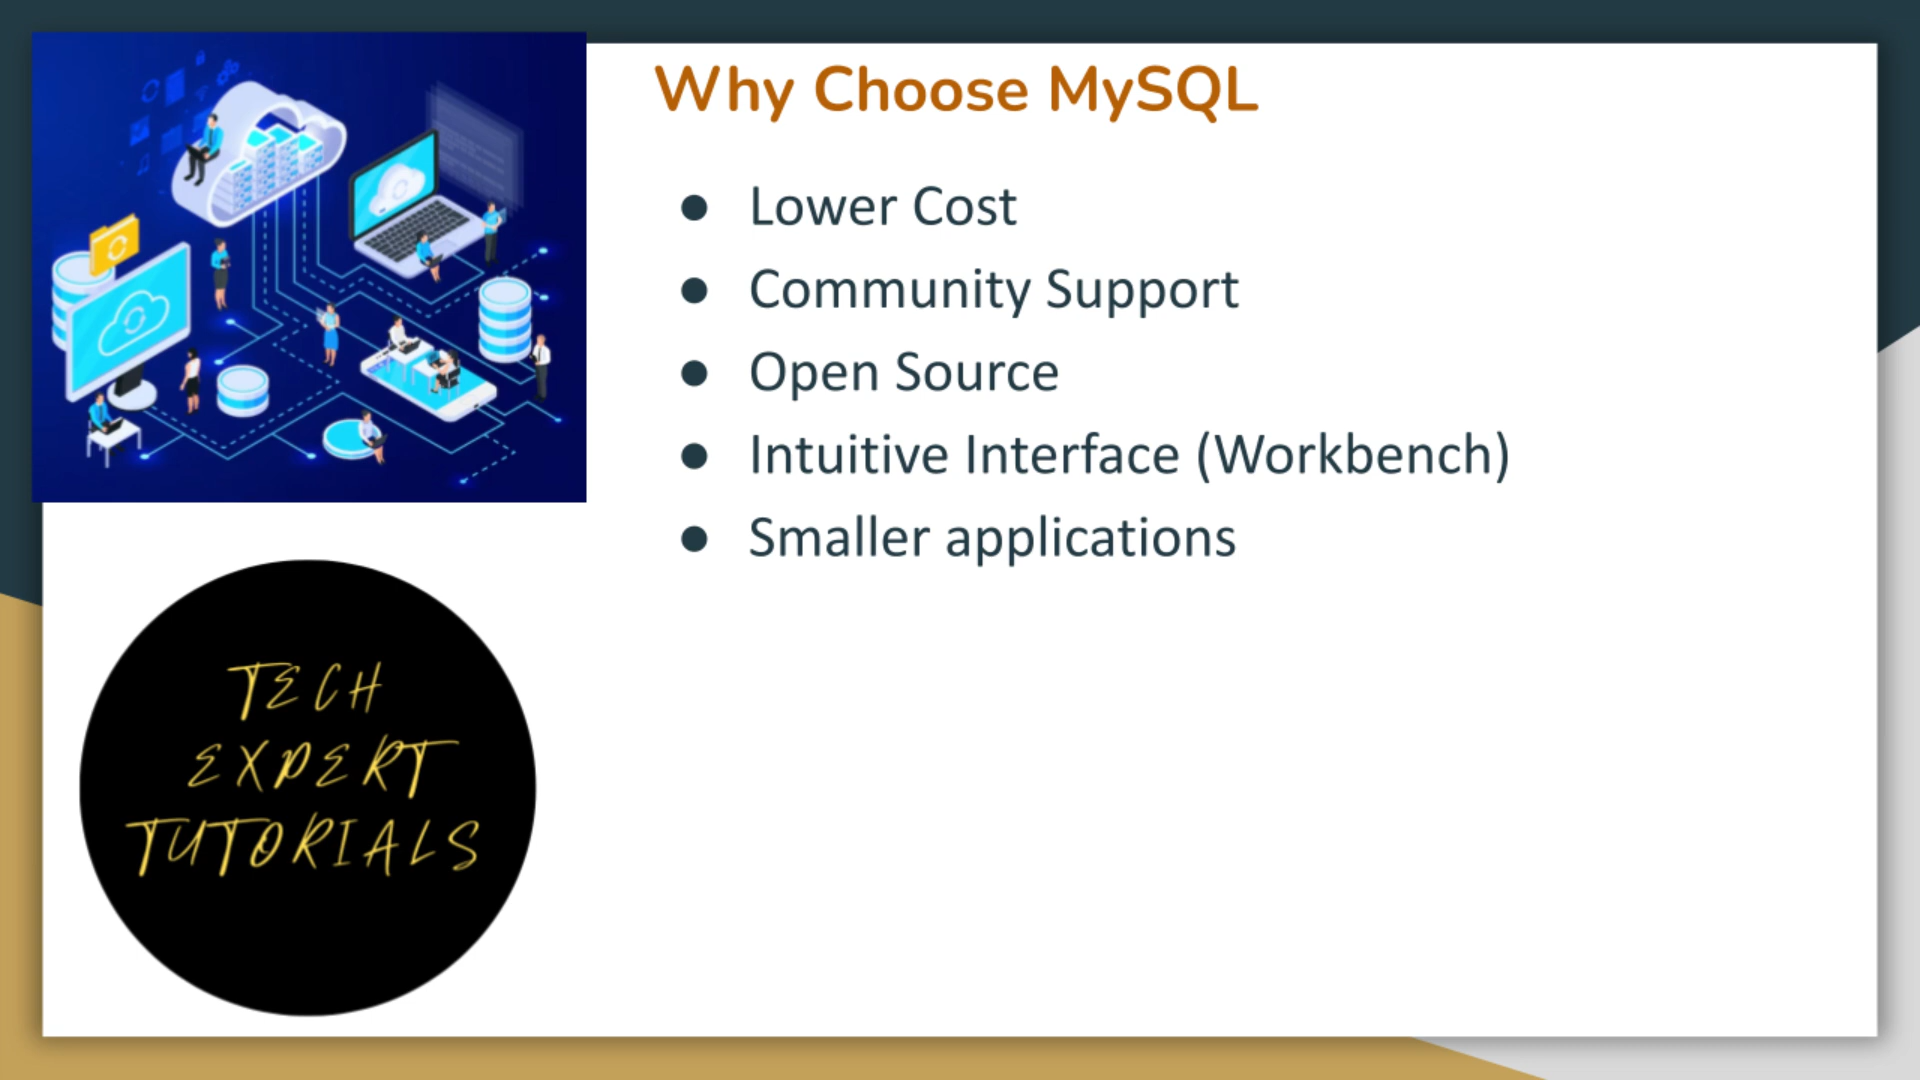 Why Choose MySQL
● Lower Cost
● Community Support
● Open Source
● Intuitive Interface (Workbench)
● Smaller applications
TECH
EXPERT
TUTORIALS